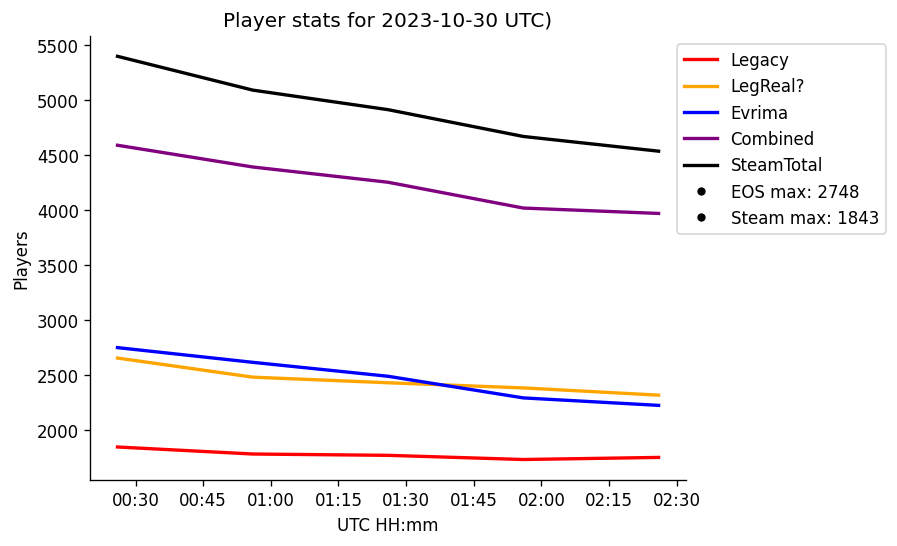 Player stats for 2023-10-30 UTC)
5500
5000
4500
4000
3500
3000
2500
2000
Players
00:30 00:45 01:00 01:15 01:30 01:45 02:00 02:15 02:30
UTC HH:mm
Legacy
LegReal?
Evrima
Combined
SteamTotal
EOS max: 2748
Steam max: 1843